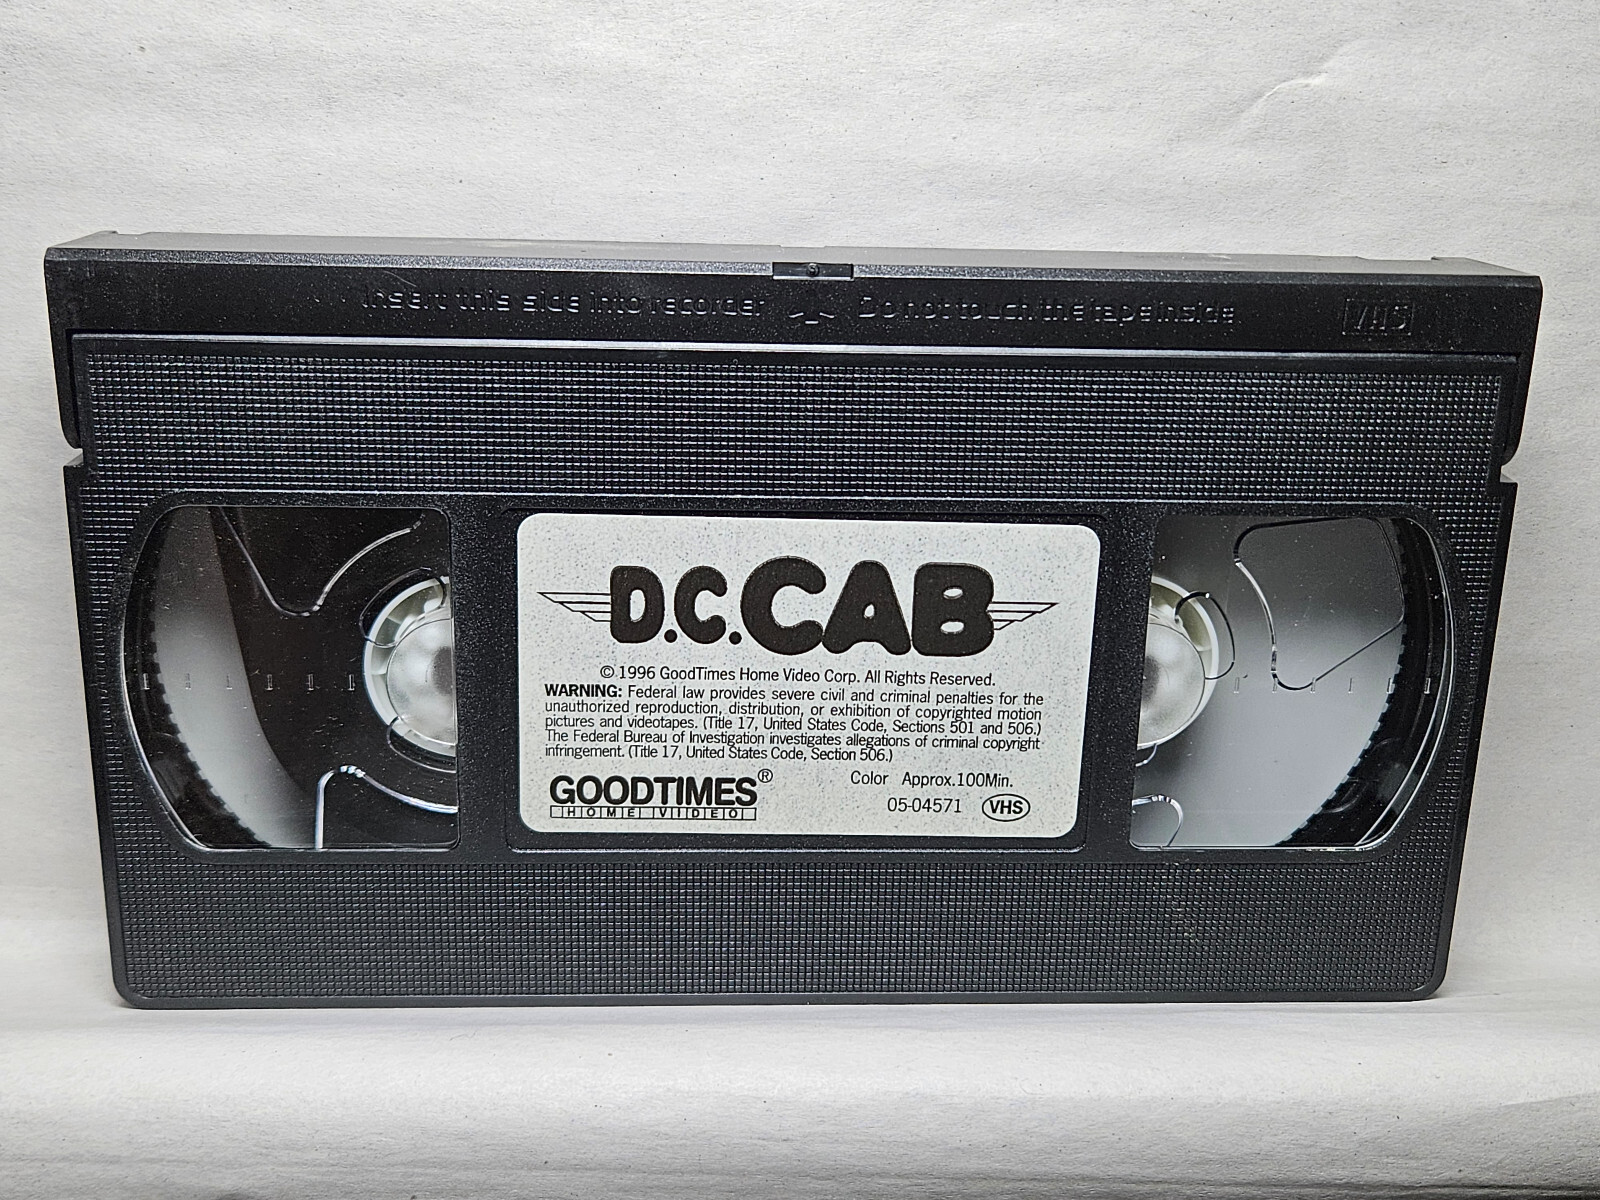 Insert this side into recorder Do not touch the tape inside VHS
D.C. CAB
© 1996 GoodTimes Home Video Corp. All Rights Reserved.
WARNING: Federal law provides severe civil and criminal penalties for the
unauthorized reproduction, distribution, or exhibition of copyrighted motion
pictures and videotapes. (Title 17, United States Code, Sections 501 and 506.)
The Federal Bureau of Investigation investigates allegations of criminal copyright
infringement. (Title 17, United States Code, Section 506.)
GOODTIMES®
HOME VIDEO
Color Approx.100Min.
05-04571 VHS